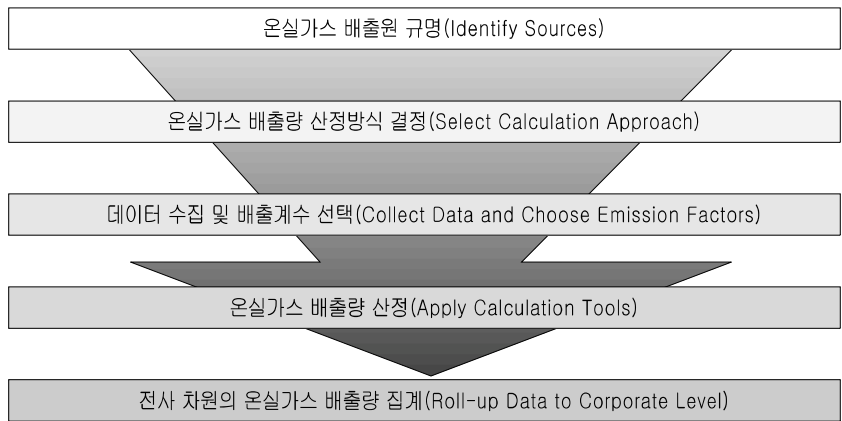 온실가스 배출원 규명(Identify Sources)
온실가스 배출량 산정방식 결정(Select Calculation Approach)
데이터 수집 및 배출계수 선택(Collect Data and Choose Emission Factors)
온실가스 배출량 산정(Apply Calculation Tools)
전사 차원의 온실가스 배출량 집계(Roll-up Data to Corporate Level)